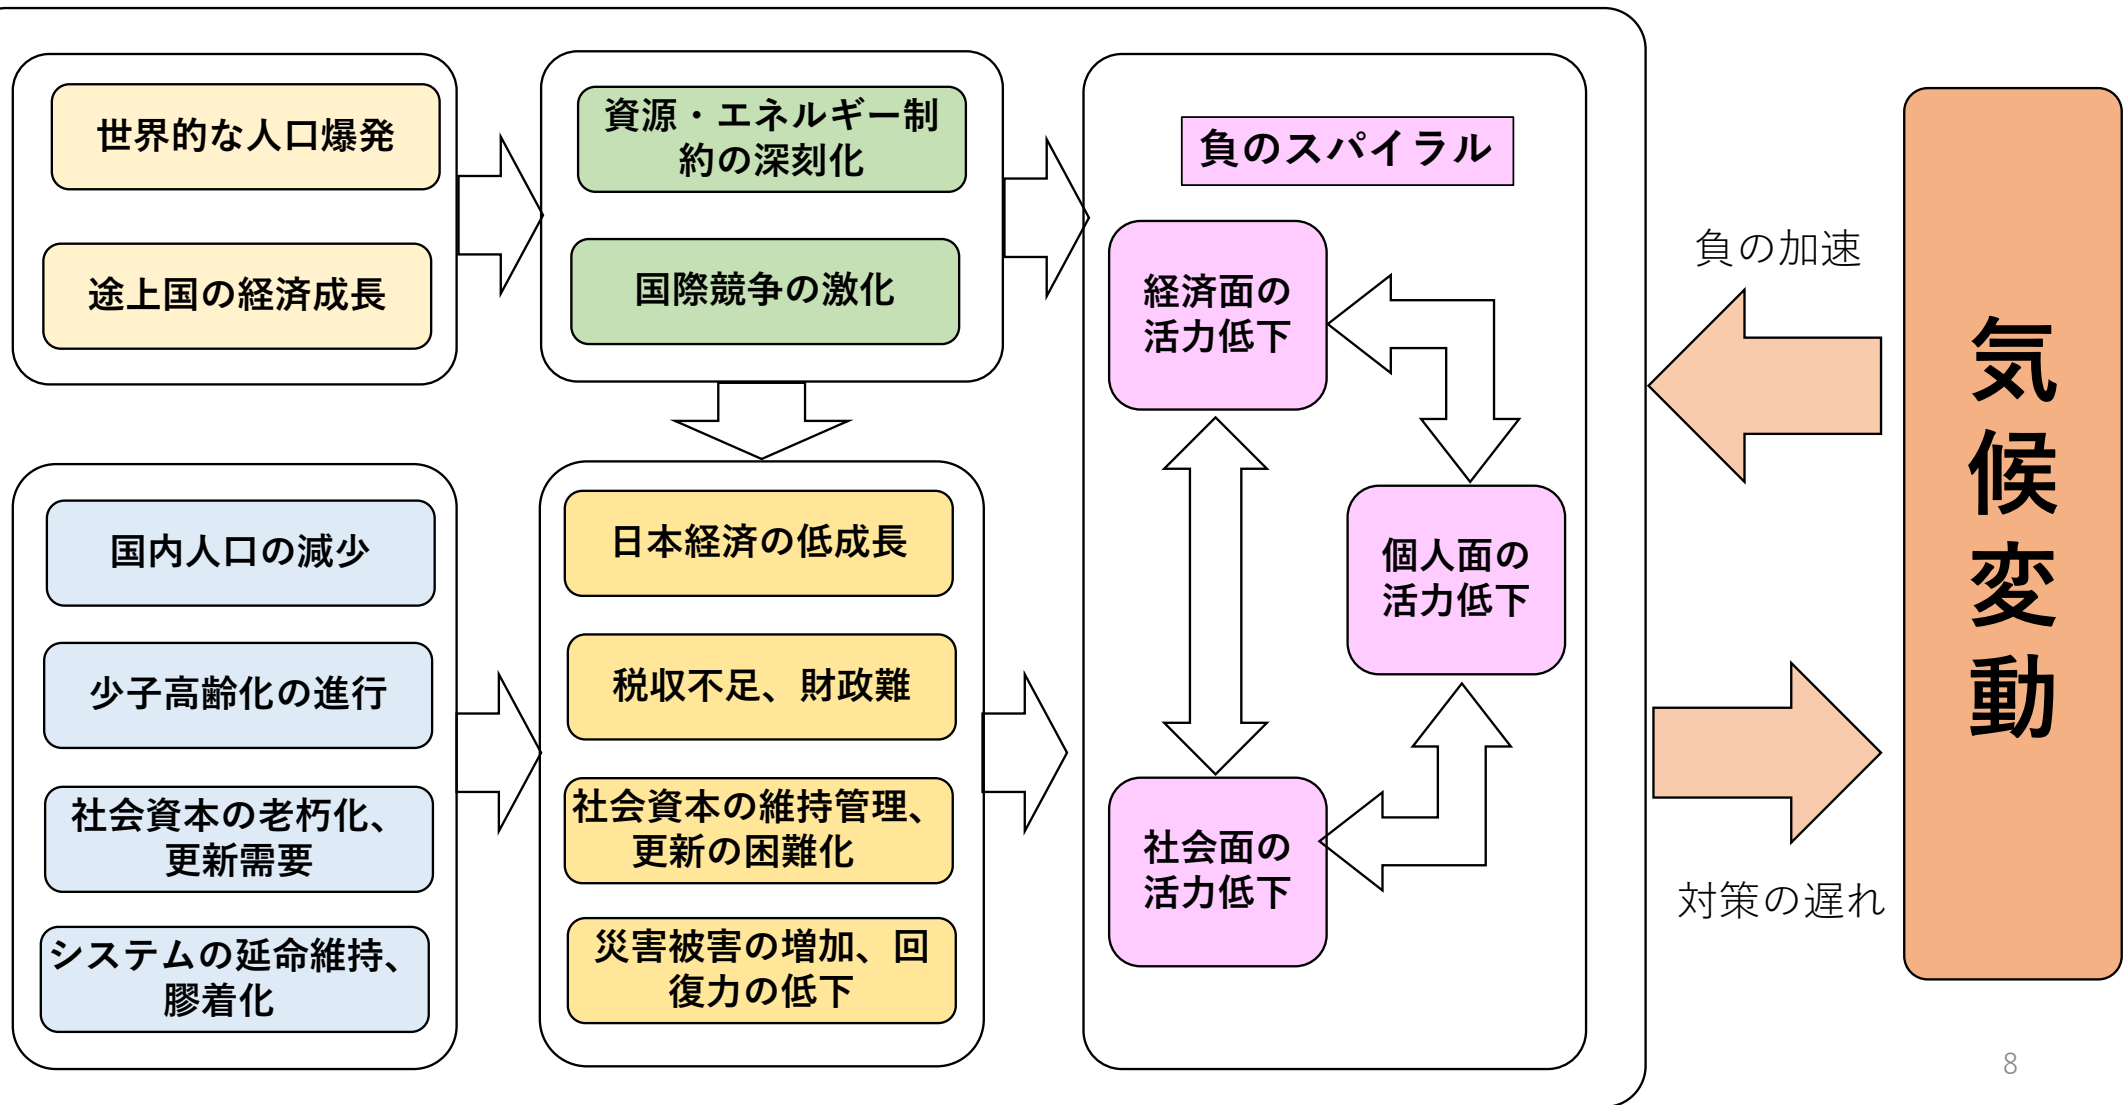 世界的な人口爆発
途上国の経済成長
資源・エネルギー制
約の深刻化
国際競争の激化
国内人口の減少
少子高齢化の進行
社会資本の老朽化、
更新需要
システムの延命維持、
膠着化
日本経済の低成長
税収不足、財政難
社会資本の維持管理、
更新の困難化
災害被害の増加、回
復力の低下
負のスパイラル
経済面の
活力低下
個人面の
活力低下
社会面の
活力低下
負の加速
対策の遅れ
気候変動
8